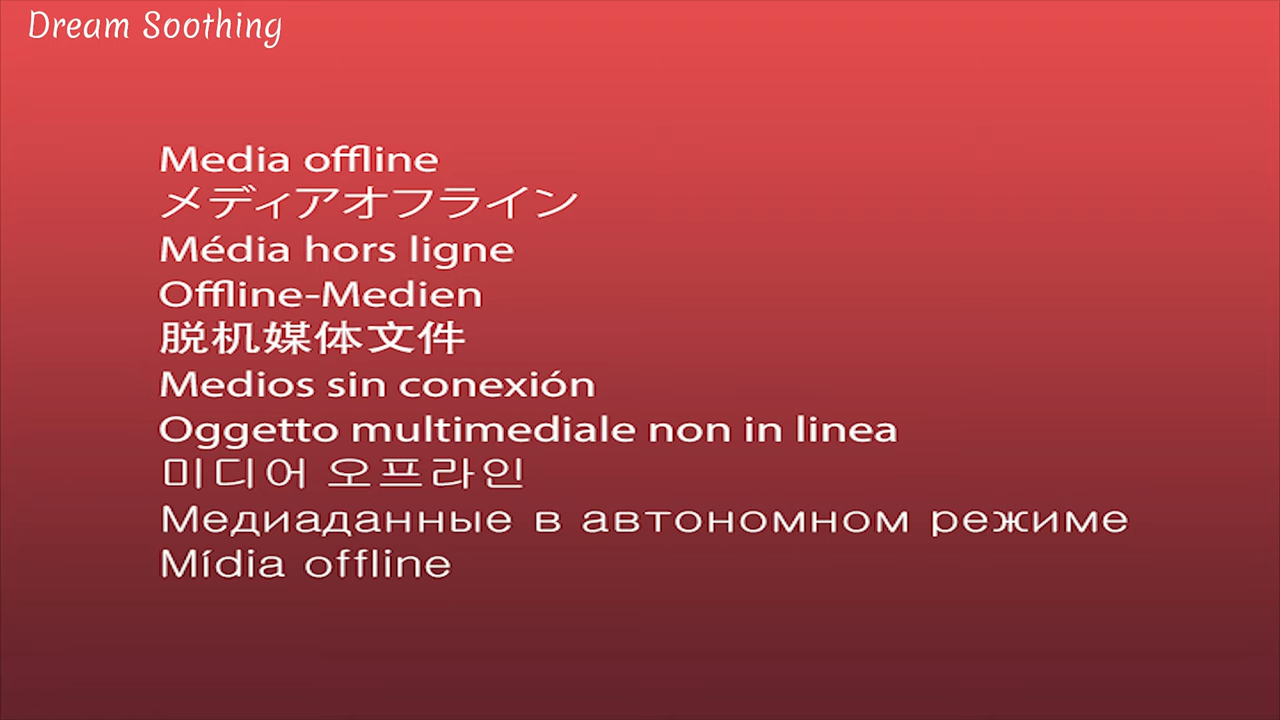 Dream Soothing
Media offline
メディアオフライン
Média hors ligne
Offline-Medien
脱机媒体文件
Medios sin conexión
Oggetto multimediale non in linea
미디어 오프라인
Медиаданные в автономном режиме
Mídia offline